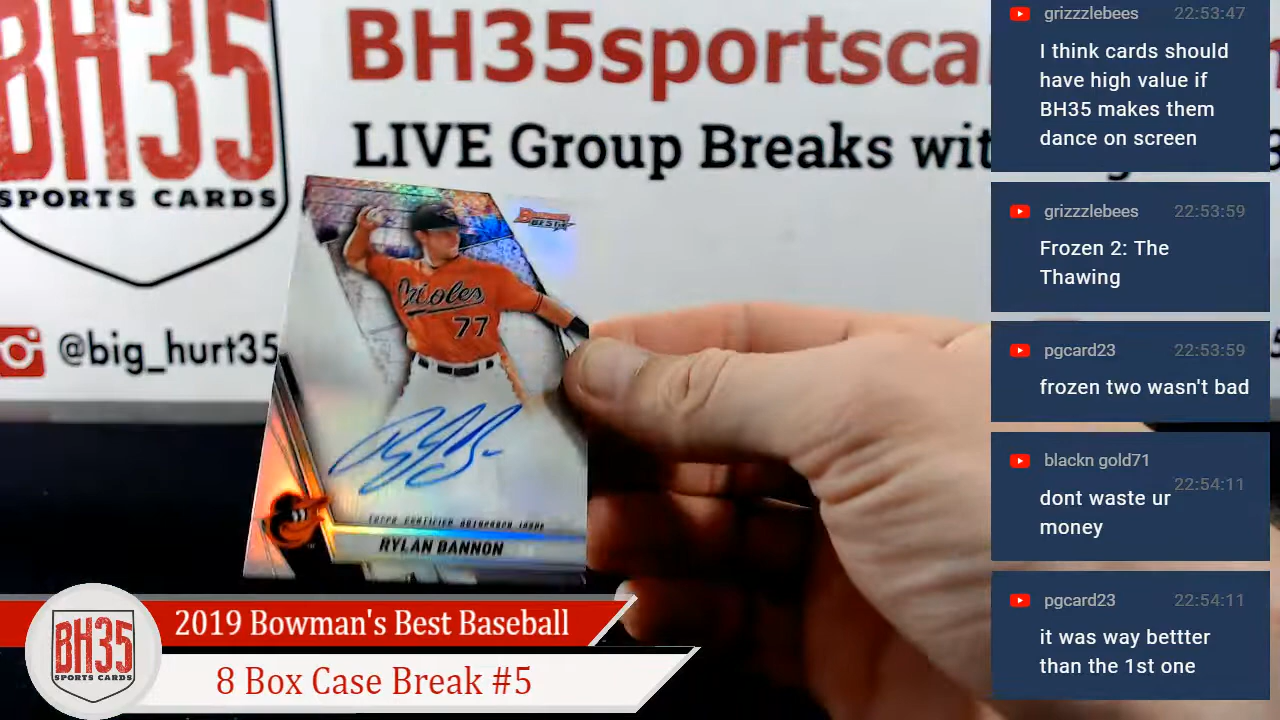 BH35
SPORTS CARDS
BH35sportsca
LIVE Group Breaks wit
@big_hurt35
BOWMAN'S
BEST
Orioles
77
TOPPS CERTIFIED AUTOGRAPH ISSUE
RYLAN BANNON
BH35
SPORTS CARDS
2019 Bowman's Best Baseball
8 Box Case Break #5
grizzzlebees 22:53:47
I think cards should
have high value if
BH35 makes them
dance on screen
grizzzlebees 22:53:59
Frozen 2: The
Thawing
pgcard23 22:53:59
frozen two wasn't bad
blackn gold71
22:54:11
dont waste ur
money
pgcard23 22:54:11
it was way bettter
than the 1st one